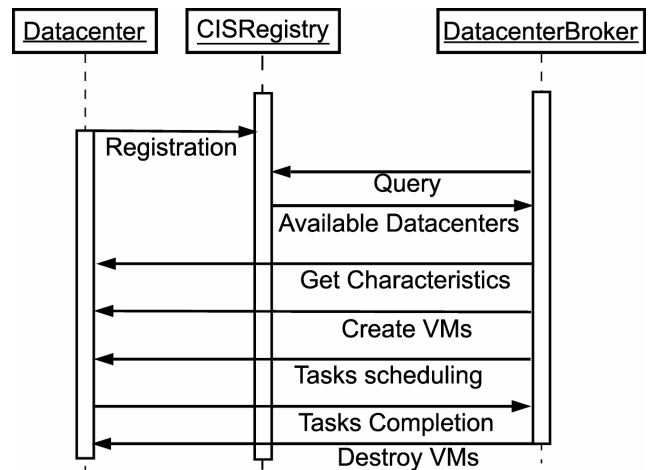 Datacenter
CISRegistry
DatacenterBroker
Registration
Query
Available Datacenters
Get Characteristics
Create VMs
Tasks scheduling
Tasks Completion
Destroy VMs